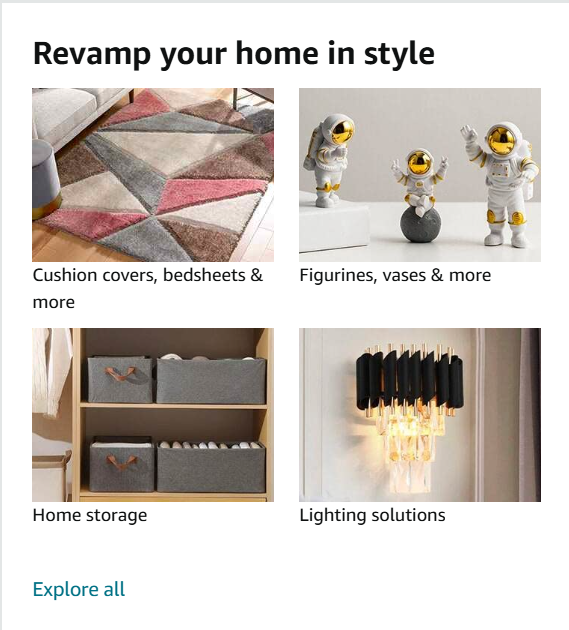 Revamp your home in style
Cushion covers, bedsheets &
more
Figurines, vases & more
Home storage
Lighting solutions
Explore all